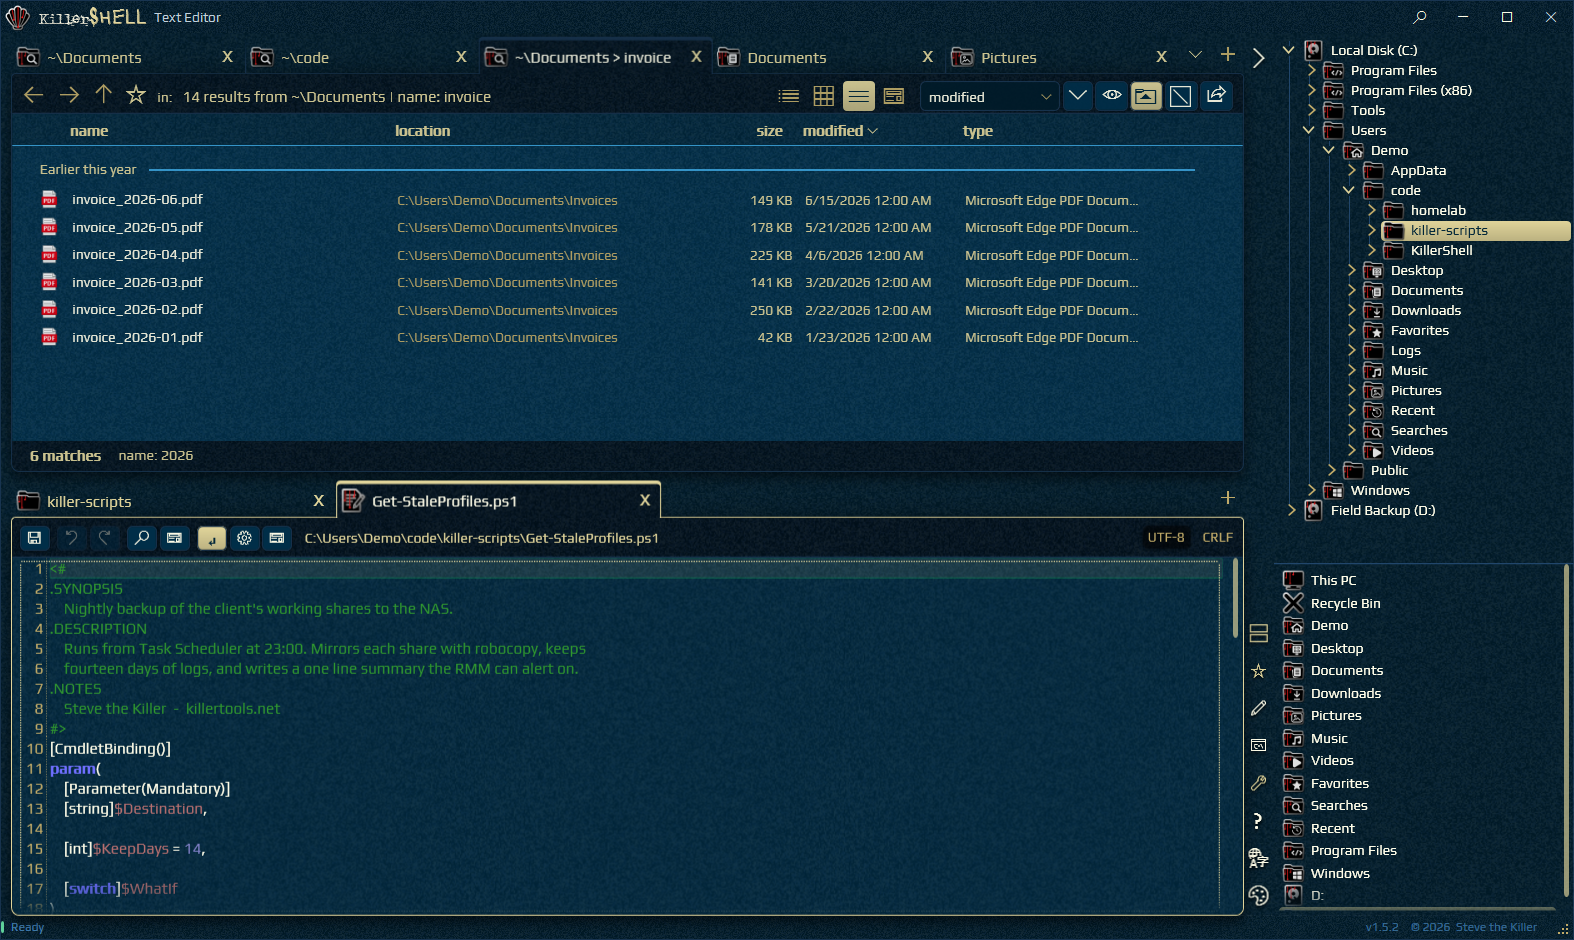 KillerSHELL Text Editor
~\Documents X ~\code X ~\Documents > invoice X Documents X Pictures X
in: 14 results from ~\Documents | name: invoice modified
name location size modified type
Earlier this year
invoice_2026-06.pdf C:\Users\Demo\Documents\Invoices 149 KB 6/15/2026 12:00 AM Microsoft Edge PDF Docum...
invoice_2026-05.pdf C:\Users\Demo\Documents\Invoices 178 KB 5/21/2026 12:00 AM Microsoft Edge PDF Docum...
invoice_2026-04.pdf C:\Users\Demo\Documents\Invoices 225 KB 4/6/2026 12:00 AM Microsoft Edge PDF Docum...
invoice_2026-03.pdf C:\Users\Demo\Documents\Invoices 141 KB 3/20/2026 12:00 AM Microsoft Edge PDF Docum...
invoice_2026-02.pdf C:\Users\Demo\Documents\Invoices 250 KB 2/22/2026 12:00 AM Microsoft Edge PDF Docum...
invoice_2026-01.pdf C:\Users\Demo\Documents\Invoices 42 KB 1/23/2026 12:00 AM Microsoft Edge PDF Docum...
6 matches name: 2026
killer-scripts X Get-StaleProfiles.ps1 X
C:\Users\Demo\code\killer-scripts\Get-StaleProfiles.ps1 UTF-8 CRLF
1 <#
2 .SYNOPSIS
3 Nightly backup of the client's working shares to the NAS.
4 .DESCRIPTION
5 Runs from Task Scheduler at 23:00. Mirrors each share with robocopy, keeps
6 fourteen days of logs, and writes a one line summary the RMM can alert on.
7 .NOTES
8 Steve the Killer - killertools.net
9 #>
10 [CmdletBinding()]
11 param(
12 [Parameter(Mandatory)]
13 [string]$Destination,
14
15 [int]$KeepDays = 14,
16
17 [switch]$WhatIf
18 )
Local Disk (C:)
Program Files
Program Files (x86)
Tools
Users
Demo
AppData
code
homelab
killer-scripts
KillerShell
Desktop
Documents
Downloads
Favorites
Logs
Music
Pictures
Recent
Searches
Videos
Public
Windows
Field Backup (D:)
This PC
Recycle Bin
Demo
Desktop
Documents
Downloads
Pictures
Music
Videos
Favorites
Searches
Recent
Program Files
Windows
D:
Ready v1.5.2 © 2026 Steve the Killer